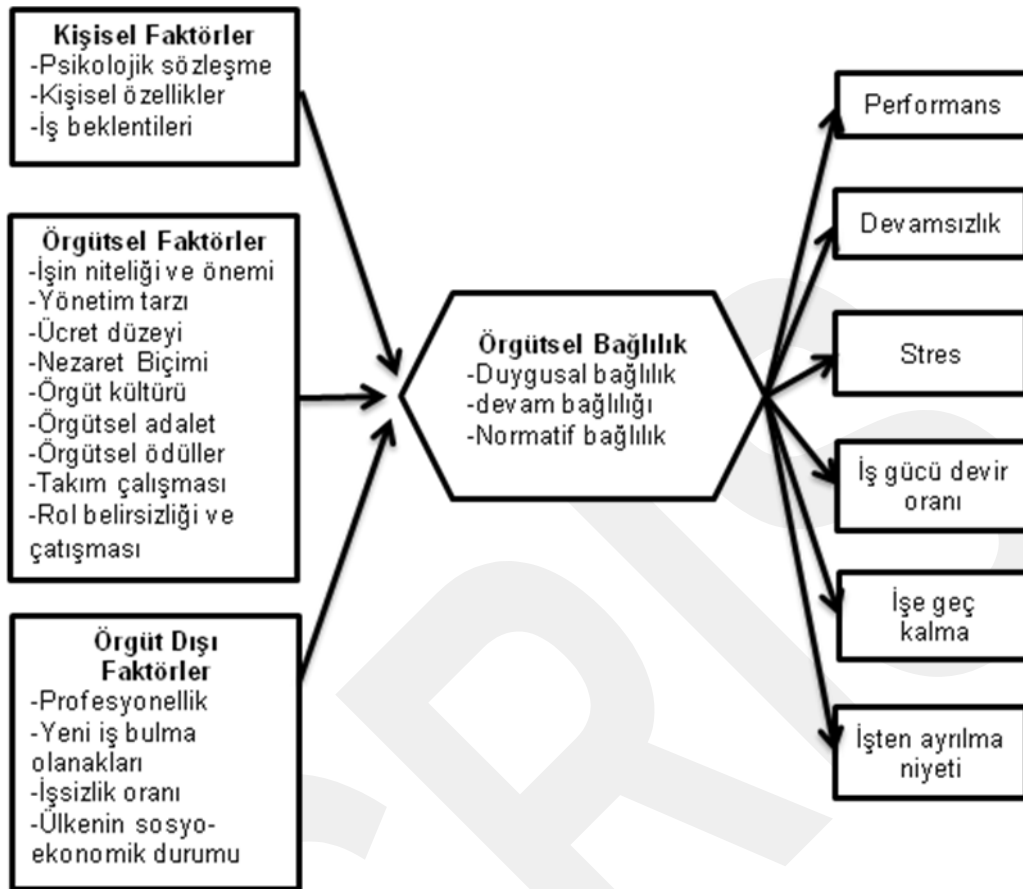 Kişisel Faktörler
-Psikolojik sözleşme
-Kişisel özellikler
-İş beklentileri
Örgütsel Faktörler
-İşin niteliği ve önemi
-Yönetim tarzı
-Ücret düzeyi
-Nezaret Biçimi
-Örgüt kültürü
-Örgütsel adalet
-Örgütsel ödüller
-Takım çalışması
-Rol belirsizliği ve
çatışması
Örgüt Dışı
Faktörler
-Profesyonellik
-Yeni iş bulma
olanakları
-İşsizlik oranı
-Ülkenin sosyo-
ekonomik durumu
Örgütsel Bağlılık
-Duygusal bağlılık
-devam bağlılığı
-Normatif bağlılık
Performans
Devamsızlık
Stres
İş gücü devir
oranı
İşe geç
kalma
İşten ayrılma
niyeti